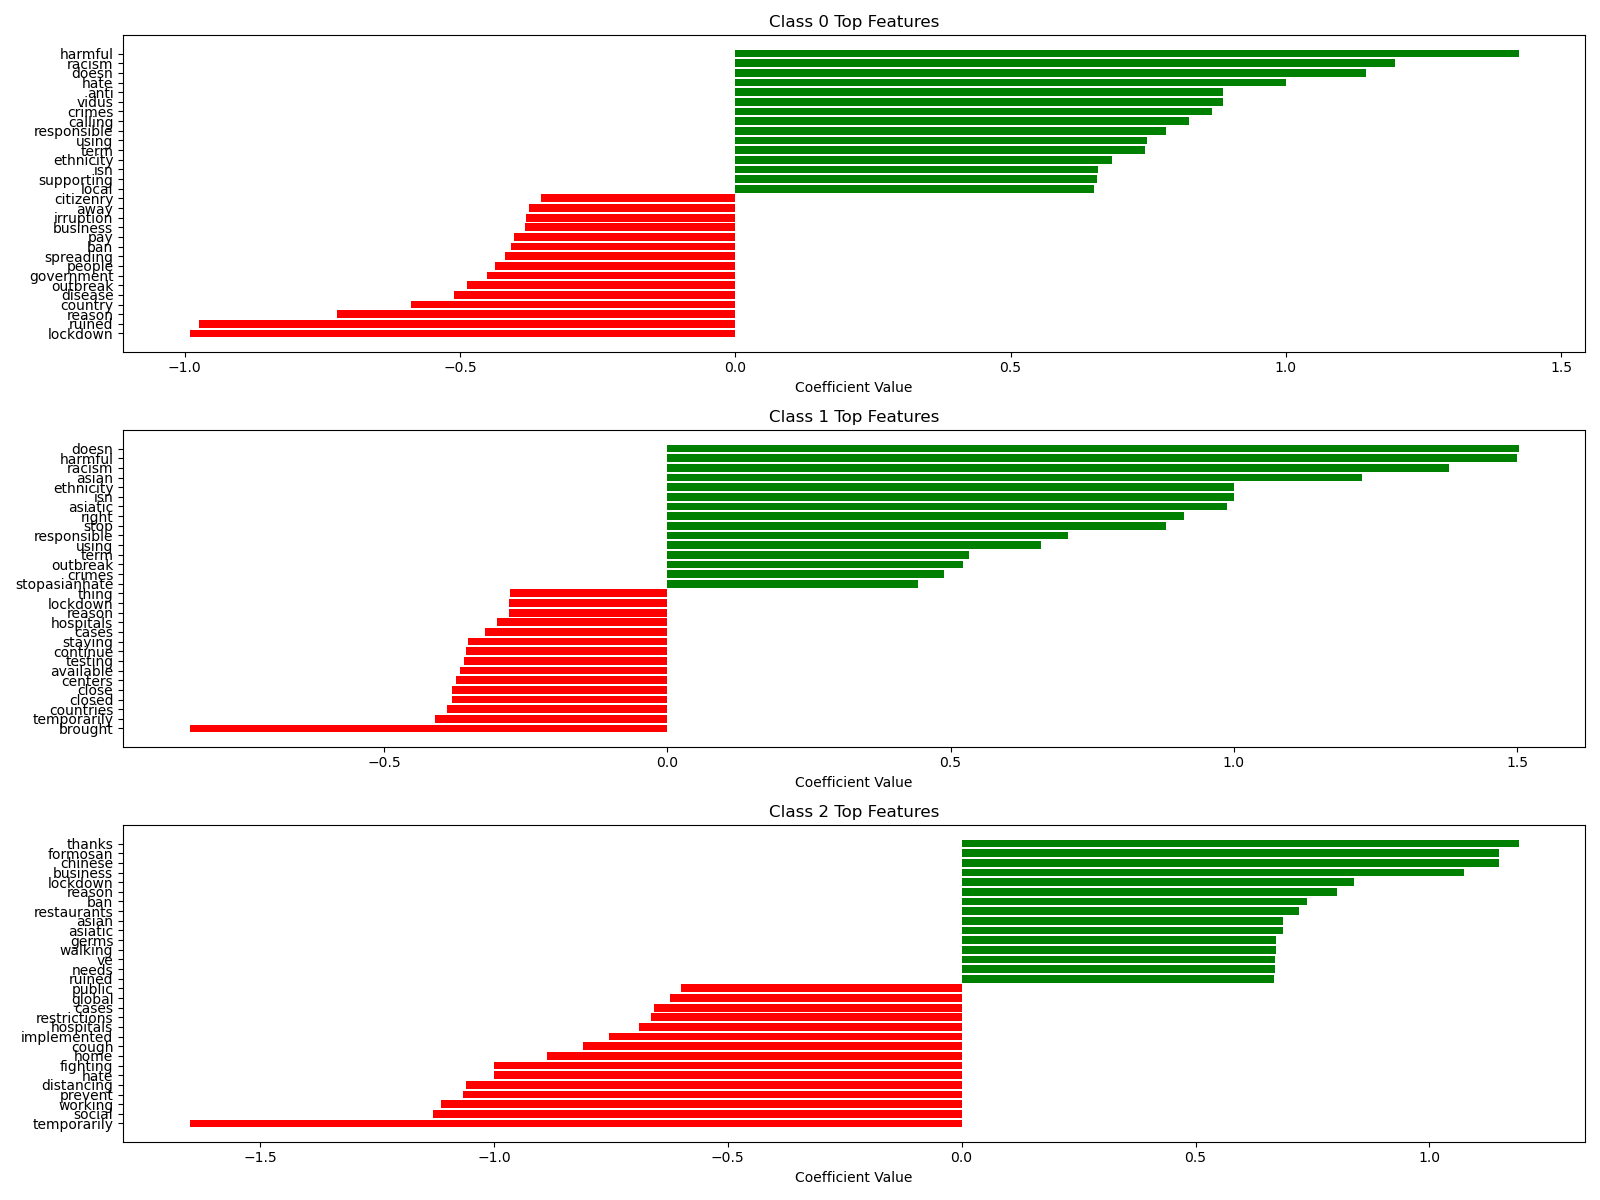 Class 0 Top Features
harmful
racism
doesn
hate
anti
vidus
crimes
calling
responsible
using
term
ethnicity
isn
supporting
local
citizenry
away
irruption
business
pay
ban
spreading
people
government
outbreak
disease
country
reason
ruined
lockdown
−1.0 −0.5 0.0 0.5 1.0 1.5
Coefficient Value
Class 1 Top Features
doesn
harmful
racism
asian
ethnicity
isn
asiatic
right
stop
responsible
using
term
outbreak
crimes
stopasianhate
thing
lockdown
reason
hospitals
cases
staying
continue
testing
available
centers
close
closed
countries
temporarily
brought
−0.5 0.0 0.5 1.0 1.5
Coefficient Value
Class 2 Top Features
thanks
formosan
chinese
business
lockdown
reason
ban
restaurants
asian
asiatic
germs
walking
ve
needs
ruined
public
global
cases
restrictions
hospitals
implemented
cough
home
fighting
hate
distancing
prevent
working
social
temporarily
−1.5 −1.0 −0.5 0.0 0.5 1.0
Coefficient Value